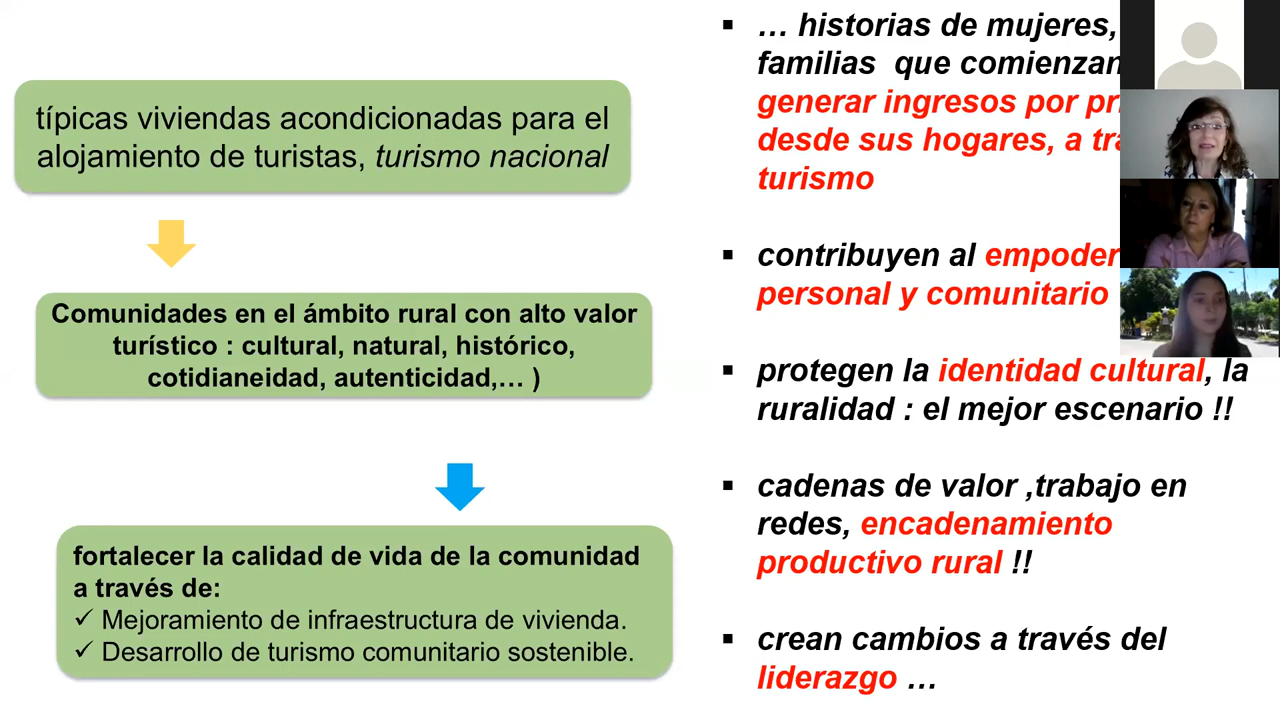 típicas viviendas acondicionadas para el
alojamiento de turistas, turismo nacional
Comunidades en el ámbito rural con alto valor
turístico : cultural, natural, histórico,
cotidianeidad, autenticidad,… )
fortalecer la calidad de vida de la comunidad
a través de:
✓ Mejoramiento de infraestructura de vivienda.
✓ Desarrollo de turismo comunitario sostenible.
▪ … historias de mujeres,
familias que comienzan
generar ingresos por
desde sus hogares, a
turismo
▪ contribuyen al
personal y comunitario
▪ protegen la identidad cultural, la
ruralidad : el mejor escenario !!
▪ cadenas de valor ,trabajo en
redes, encadenamiento
productivo rural !!
▪ crean cambios a través del
liderazgo …